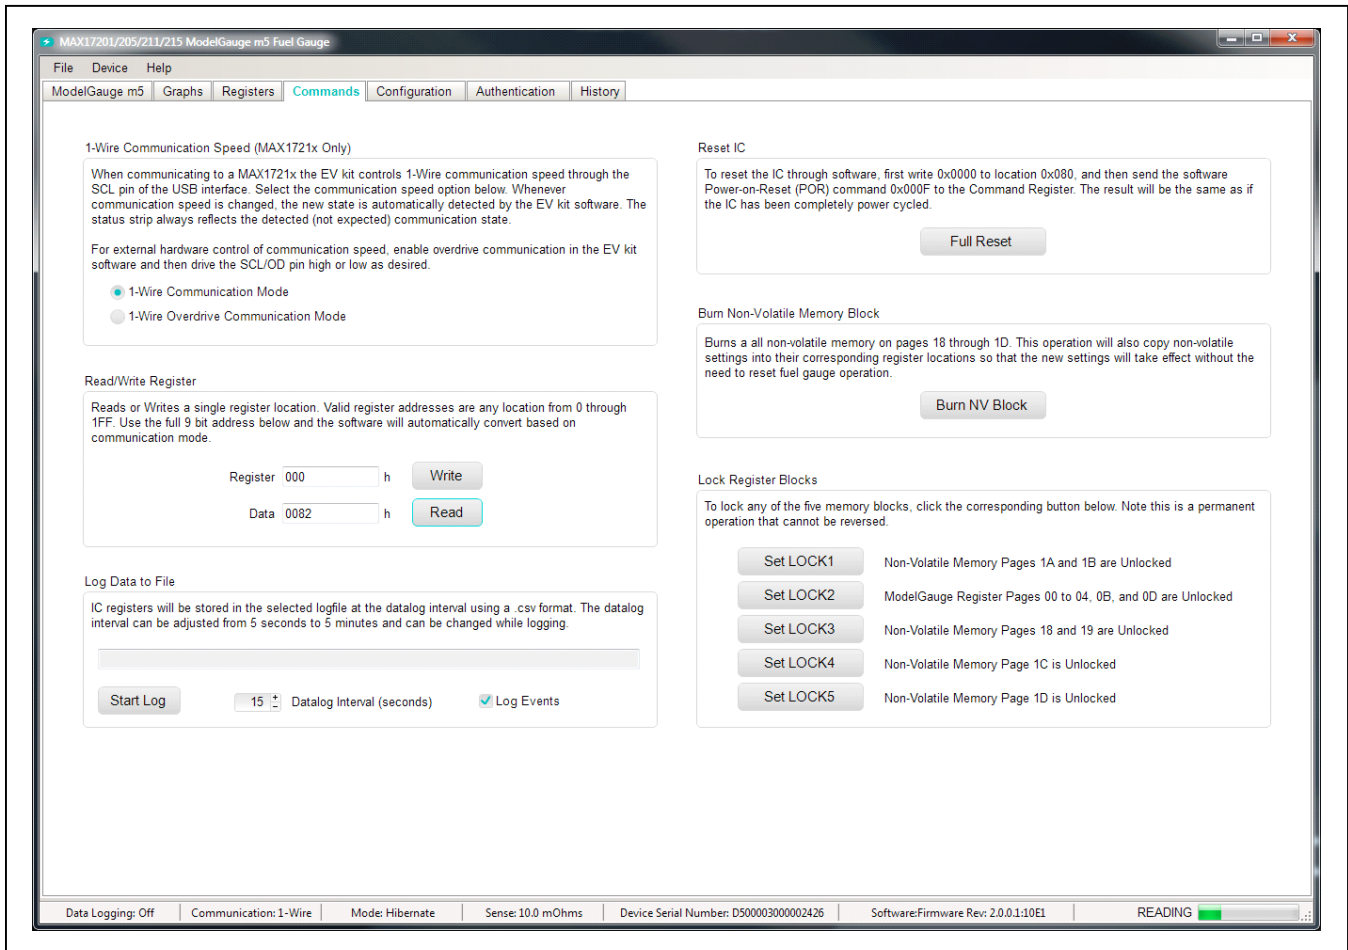 MAX17201/205/211/215 ModelGauge m5 Fuel Gauge
File Device Help
ModelGauge m5 Graphs Registers Commands Configuration Authentication History
1-Wire Communication Speed (MAX1721x Only)
When communicating to a MAX1721x the EV kit controls 1-Wire communication speed through the
SCL pin of the USB interface. Select the communication speed option below. Whenever
communication speed is changed, the new state is automatically detected by the EV kit software. The
status strip always reflects the detected (not expected) communication state.
For external hardware control of communication speed, enable overdrive communication in the EV kit
software and then drive the SCL/OD pin high or low as desired.
1-Wire Communication Mode
1-Wire Overdrive Communication Mode
Read/Write Register
Reads or Writes a single register location. Valid register addresses are any location from 0 through
1FF. Use the full 9 bit address below and the software will automatically convert based on
communication mode.
Register 000 h Write
Data 0082 h Read
Log Data to File
IC registers will be stored in the selected logfile at the datalog interval using a .csv format. The datalog
interval can be adjusted from 5 seconds to 5 minutes and can be changed while logging.
Start Log 15 Datalog Interval (seconds) Log Events
Reset IC
To reset the IC through software, first write 0x0000 to location 0x080, and then send the software
Power-on-Reset (POR) command 0x000F to the Command Register. The result will be the same as if
the IC has been completely power cycled.
Full Reset
Burn Non-Volatile Memory Block
Burns a all non-volatile memory on pages 18 through 1D. This operation will also copy non-volatile
settings into their corresponding register locations so that the new settings will take effect without the
need to reset fuel gauge operation.
Burn NV Block
Lock Register Blocks
To lock any of the five memory blocks, click the corresponding button below. Note this is a permanent
operation that cannot be reversed.
Set LOCK1 Non-Volatile Memory Pages 1A and 1B are Unlocked
Set LOCK2 ModelGauge Register Pages 00 to 04, 0B, and 0D are Unlocked
Set LOCK3 Non-Volatile Memory Pages 18 and 19 are Unlocked
Set LOCK4 Non-Volatile Memory Page 1C is Unlocked
Set LOCK5 Non-Volatile Memory Page 1D is Unlocked
Data Logging: Off Communication: 1-Wire Mode: Hibernate Sense: 10.0 mOhms Device Serial Number: D500003000002426 Software:Firmware Rev: 2.0.0.1:10E1 READING